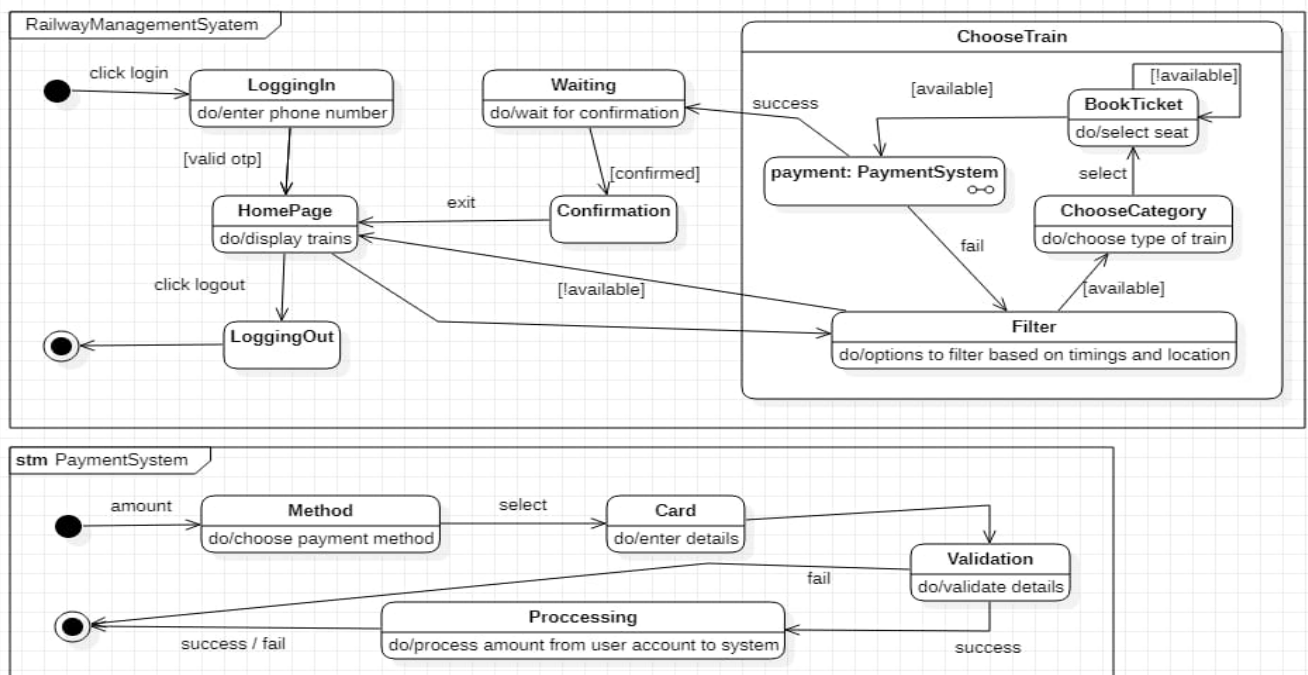 RailwayManagementSyatem
ChooseTrain
click login
LoggingIn
do/enter phone number
Waiting
do/wait for confirmation
success
[available]
[!available]
BookTicket
do/select seat
[valid otp]
[confirmed]
payment: PaymentSystem
select
HomePage
do/display trains
exit
Confirmation
ChooseCategory
do/choose type of train
fail
click logout
[!available]
[available]
LoggingOut
Filter
do/options to filter based on timings and location
stm PaymentSystem
amount
Method
do/choose payment method
select
Card
do/enter details
Validation
do/validate details
fail
Proccessing
do/process amount from user account to system
success / fail
success